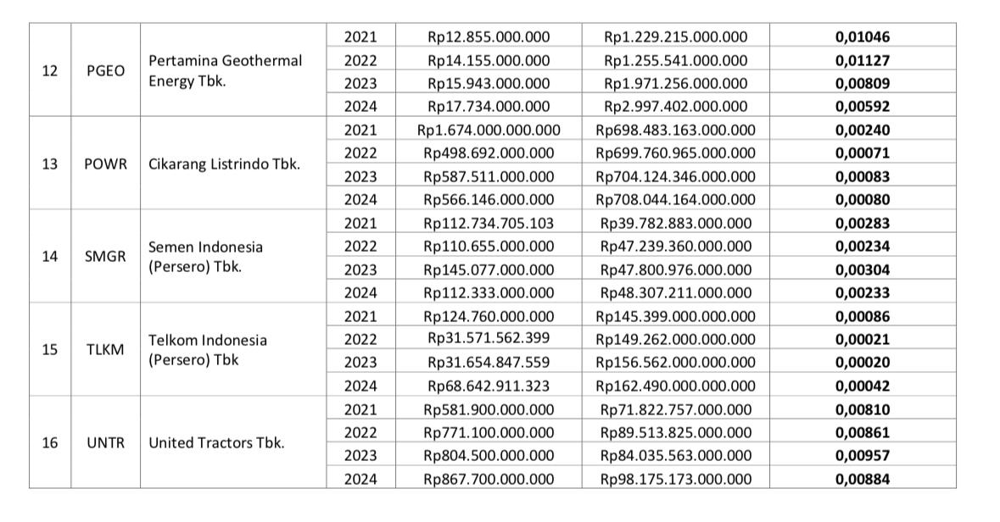 2021 Rp12.855.000.000 Rp1.229.215.000.000 0,01046
12 PGEO Pertamina Geothermal Energy Tbk. 2022 Rp14.155.000.000 Rp1.255.541.000.000 0,01127
2023 Rp15.943.000.000 Rp1.971.256.000.000 0,00809
2024 Rp17.734.000.000 Rp2.997.402.000.000 0,00592
2021 Rp1.674.000.000.000 Rp698.483.163.000.000 0,00240
13 POWR Cikarang Listrindo Tbk. 2022 Rp498.692.000.000 Rp699.760.965.000.000 0,00071
2023 Rp587.511.000.000 Rp704.124.346.000.000 0,00083
2024 Rp566.146.000.000 Rp708.044.164.000.000 0,00080
2021 Rp112.734.705.103 Rp39.782.883.000.000 0,00283
14 SMGR Semen Indonesia (Persero) Tbk. 2022 Rp110.655.000.000 Rp47.239.360.000.000 0,00234
2023 Rp145.077.000.000 Rp47.800.976.000.000 0,00304
2024 Rp112.333.000.000 Rp48.307.211.000.000 0,00233
2021 Rp124.760.000.000 Rp145.399.000.000.000 0,00086
15 TLKM Telkom Indonesia (Persero) Tbk 2022 Rp31.571.562.399 Rp149.262.000.000.000 0,00021
2023 Rp31.654.847.559 Rp156.562.000.000.000 0,00020
2024 Rp68.642.911.323 Rp162.490.000.000.000 0,00042
2021 Rp581.900.000.000 Rp71.822.757.000.000 0,00810
16 UNTR United Tractors Tbk. 2022 Rp771.100.000.000 Rp89.513.825.000.000 0,00861
2023 Rp804.500.000.000 Rp84.035.563.000.000 0,00957
2024 Rp867.700.000.000 Rp98.175.173.000.000 0,00884